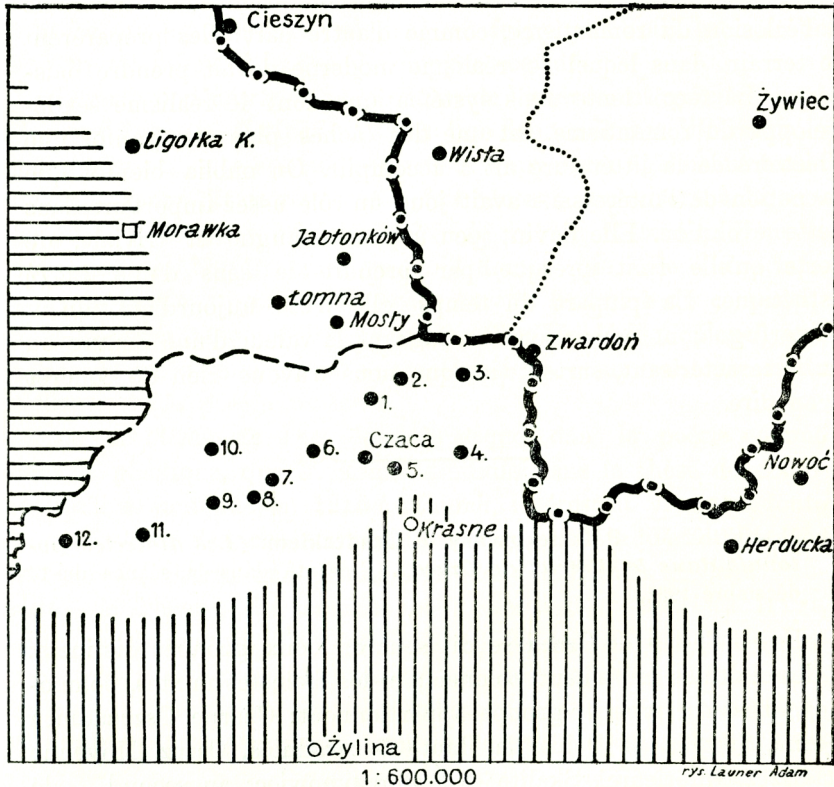 Cieszyn
Żywiec
Ligotka K.
Wisła
Morawka
Jabłonków
Łomna
Mosty
Zwardoń
2.
3.
1.
10.
6.
Czaca
4.
5.
7.
Nowoć
9.
8.
12.
11.
Krasne
Herducka
Żylina
1:600.000
rys. Launer Adam